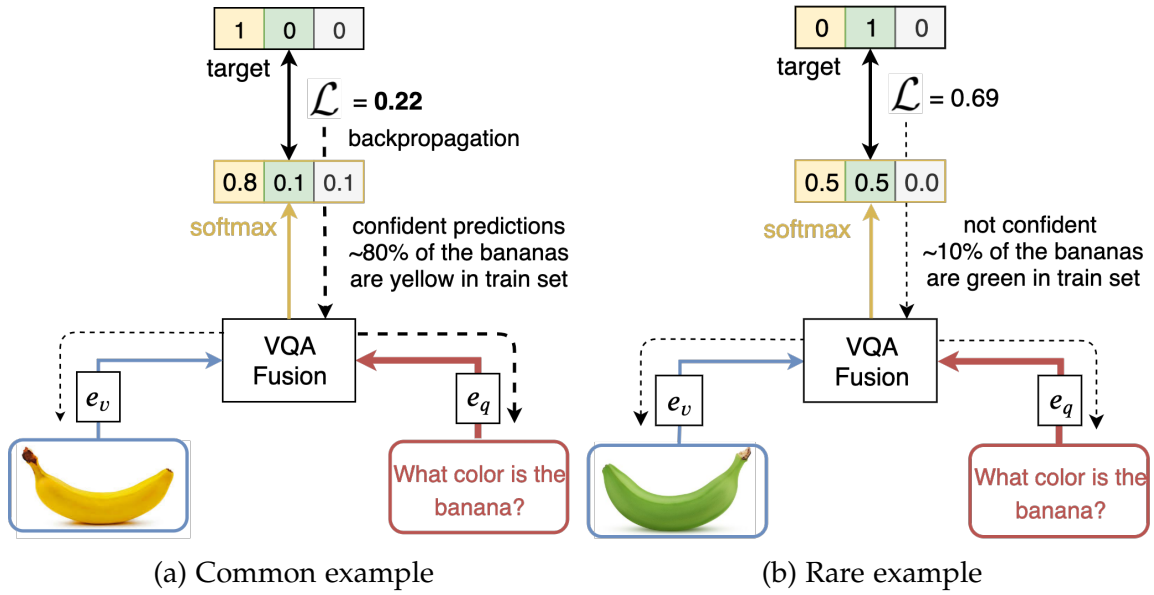 1 0 0
target
ℒ = 0.22
backpropagation
0.8 0.1 0.1
softmax
confident predictions
~80% of the bananas
are yellow in train set
VQA
Fusion
e_v
e_q
What color is the
banana?
(a) Common example
0 1 0
target
ℒ = 0.69
0.5 0.5 0.0
softmax
not confident
~10% of the bananas
are green in train set
VQA
Fusion
e_v
e_q
What color is the
banana?
(b) Rare example